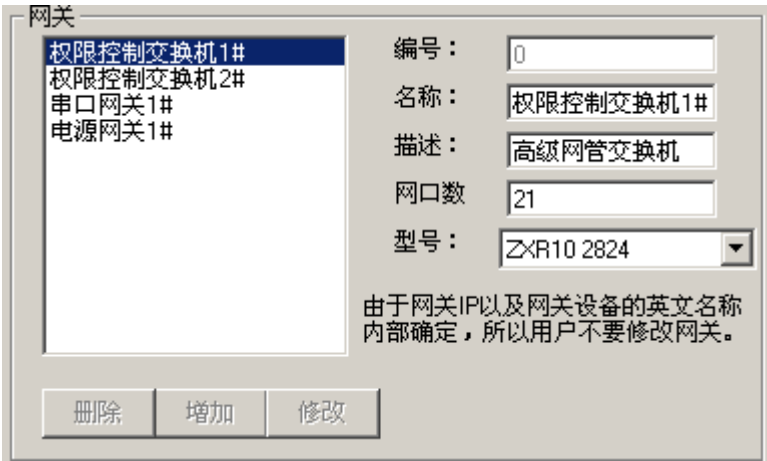 网关
权限控制交换机1#
权限控制交换机2#
串口网关1#
电源网关1#
编号：
0
名称：
权限控制交换机1#
描述：
高级网管交换机
网口数
21
型号：
ZXR10 2824
由于网关IP以及网关设备的英文名称
内部确定，所以用户不要修改网关。
删除
增加
修改